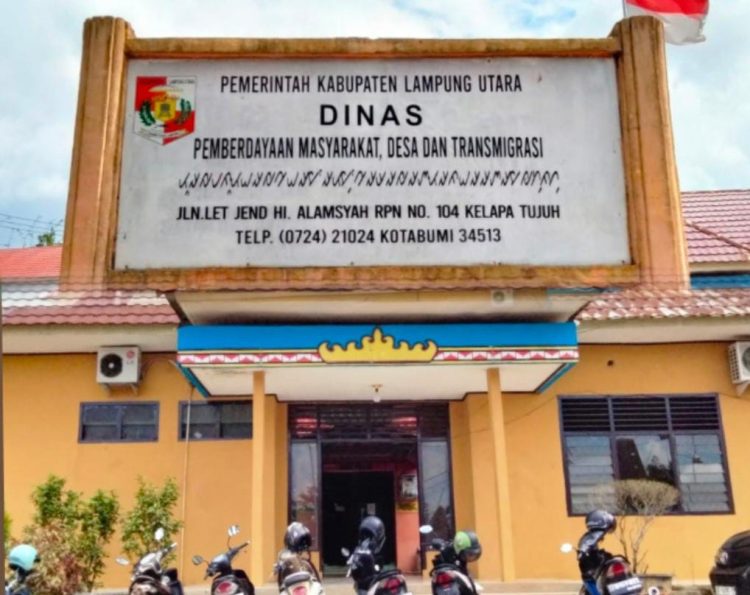 PEMERINTAH KABUPATEN LAMPUNG UTARA
DINAS
PEMBERDAYAAN MASYARAKAT, DESA DAN TRANSMIGRASI
JLN.LET JEND HI. ALAMSYAH RPN NO. 104 KELAPA TUJUH
TELP. (0724) 21024 KOTABUMI 34513